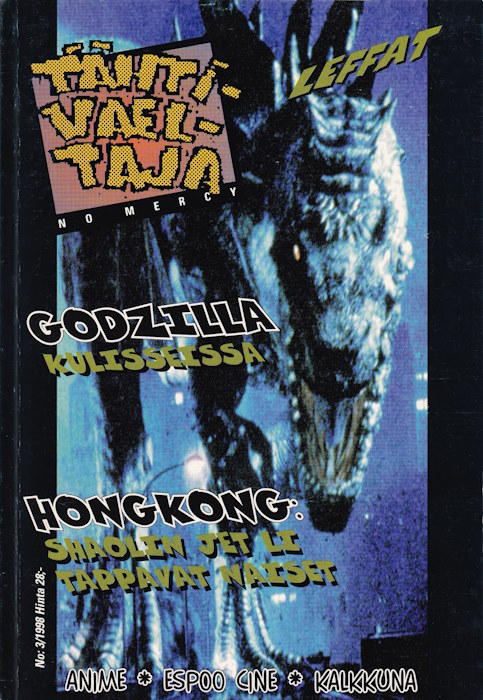 TÄHTI-
VAEL-
TAJA
NO MERCY
LEFFAT
GODZILLA
KULISSEISSA
HONGKONG:
SHAOLIN JET LI
TAPPAVAT NAISET
No: 3/1998 Hinta 28,-
ANIME * ESPOO CINE * KALKKUNA